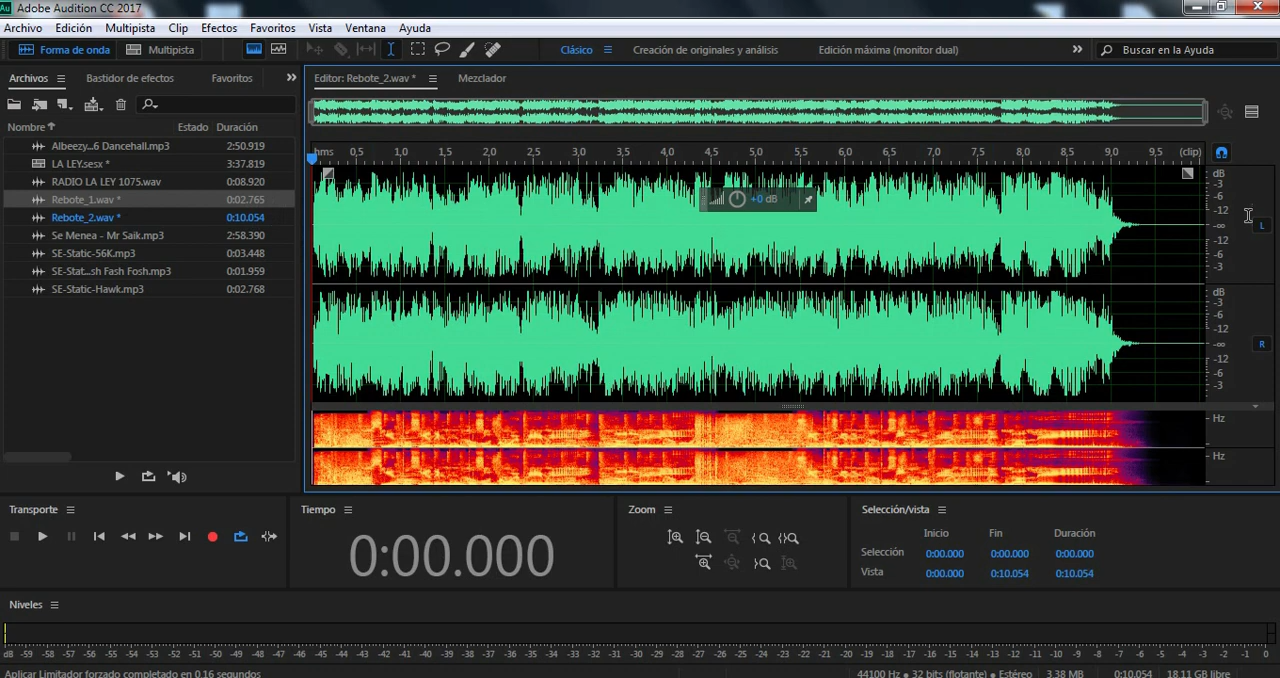 Au Adobe Audition CC 2017
Archivo Edición Multipista Clip Efectos Favoritos Vista Ventana Ayuda
Forma de onda Multipista Clásico Creación de originales y análisis Edición máxima (monitor dual) Buscar en la Ayuda
Archivos Bastidor de efectos Favoritos
Nombre Estado Duración
Albeezy...6 Dancehall.mp3 2:50.919
LA LEY.sesx * 3:37.819
RADIO LA LEY 1075.wav 0:08.920
Rebote_1.wav * 0:02.765
Rebote_2.wav * 0:10.054
Se Menea - Mr Saik.mp3 2:58.390
SE-Static-56K.mp3 0:03.448
SE-Stat...sh Fash Fosh.mp3 0:01.959
SE-Static-Hawk.mp3 0:02.768
Editor: Rebote_2.wav * Mezclador
hms 0,5 1,0 1,5 2,0 2,5 3,0 3,5 4,0 4,5 5,0 5,5 6,0 6,5 7,0 7,5 8,0 8,5 9,0 9,5 (clip)
+0 dB
dB
-3
-6
-12
-∞
-12
-6
-3
L
dB
-3
-6
-12
-∞
-12
-6
-3
R
Hz
Hz
Transporte
Tiempo
0:00.000
Zoom
Selección/vista
Inicio Fin Duración
Selección 0:00.000 0:00.000 0:00.000
Vista 0:00.000 0:10.054 0:10.054
Niveles
dB -59 -58 -57 -56 -55 -54 -53 -52 -51 -50 -49 -48 -47 -46 -45 -44 -43 -42 -41 -40 -39 -38 -37 -36 -35 -34 -33 -32 -31 -30 -29 -28 -27 -26 -25 -24 -23 -22 -21 -20 -19 -18 -17 -16 -15 -14 -13 -12 -11 -10 -9 -8 -7 -6 -5 -4 -3 -2 -1 0
Aplicar Limitador forzado completado en 0.16 segundos 44100 Hz • 32 bits (flotante) • Estéreo 3.38 MB 0:10.054 18.11 GB libre